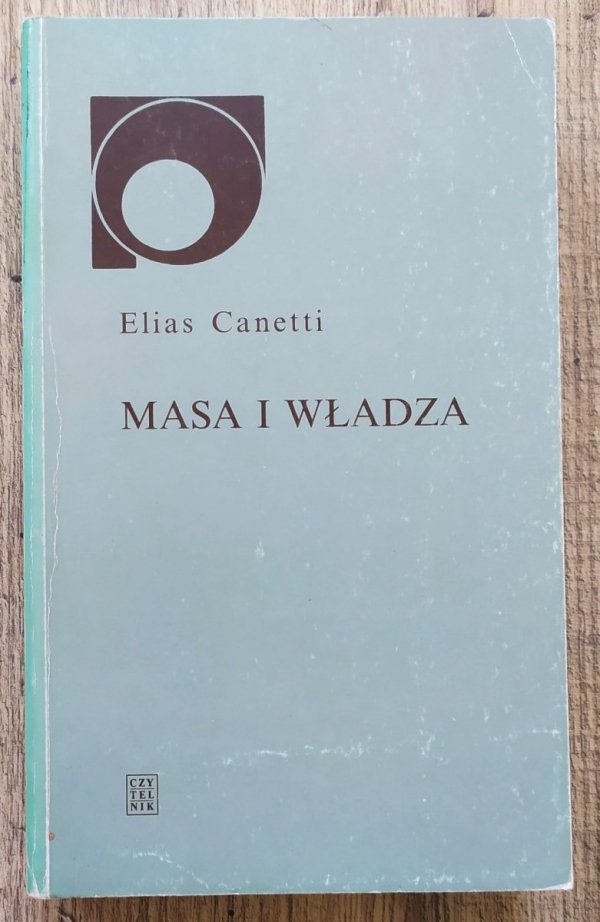 Elias Canetti
MASA I WŁADZA
CZY
TEL
NIK